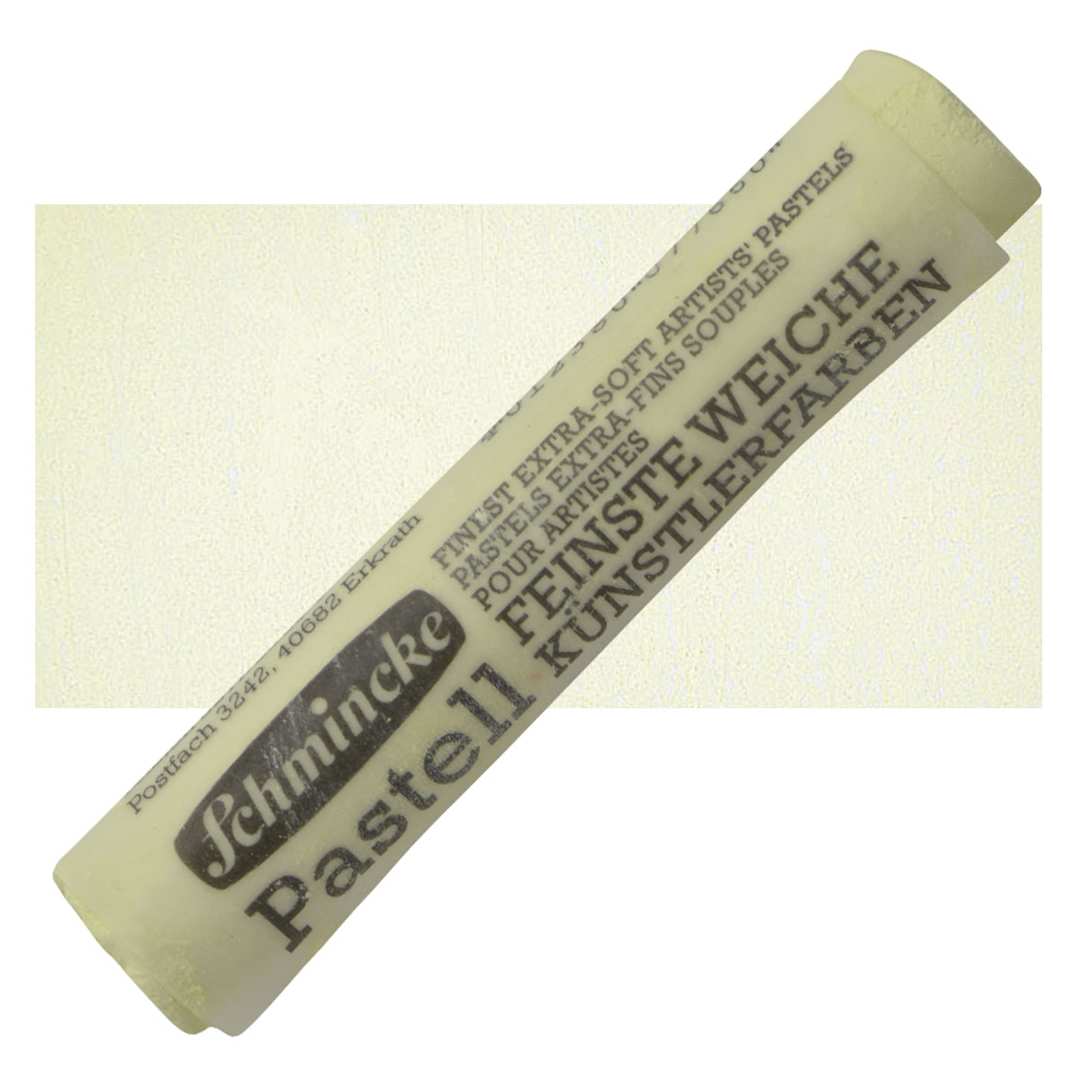 FINEST EXTRA-SOFT ARTISTS' PASTELS
PASTELS EXTRA-FINS SOUPLES
POUR ARTISTES
FEINSTE WEICHE
KÜNSTLERFARBEN
Postfach 3242, 40682 Erkrath
Schmincke
Pastell